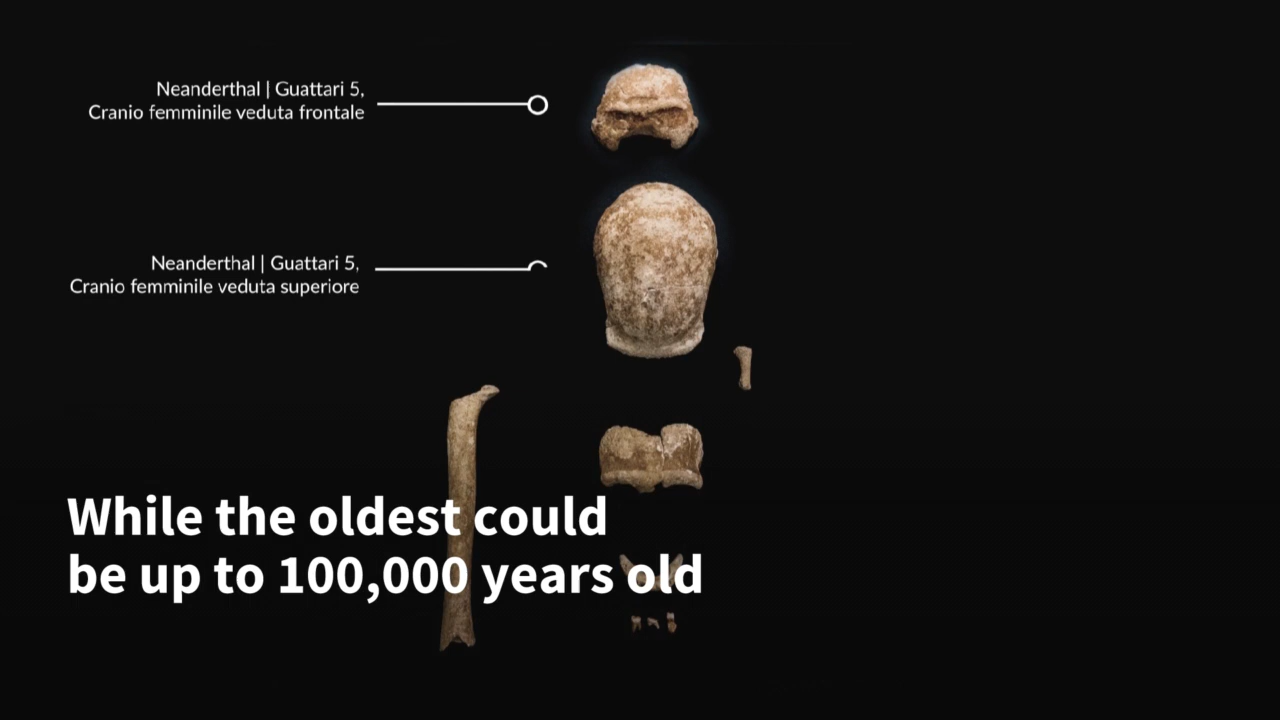 Neanderthal | Guattari 5,
Cranio femminile veduta frontale
Neanderthal | Guattari 5,
Cranio femminile veduta superiore
While the oldest could
be up to 100,000 years old